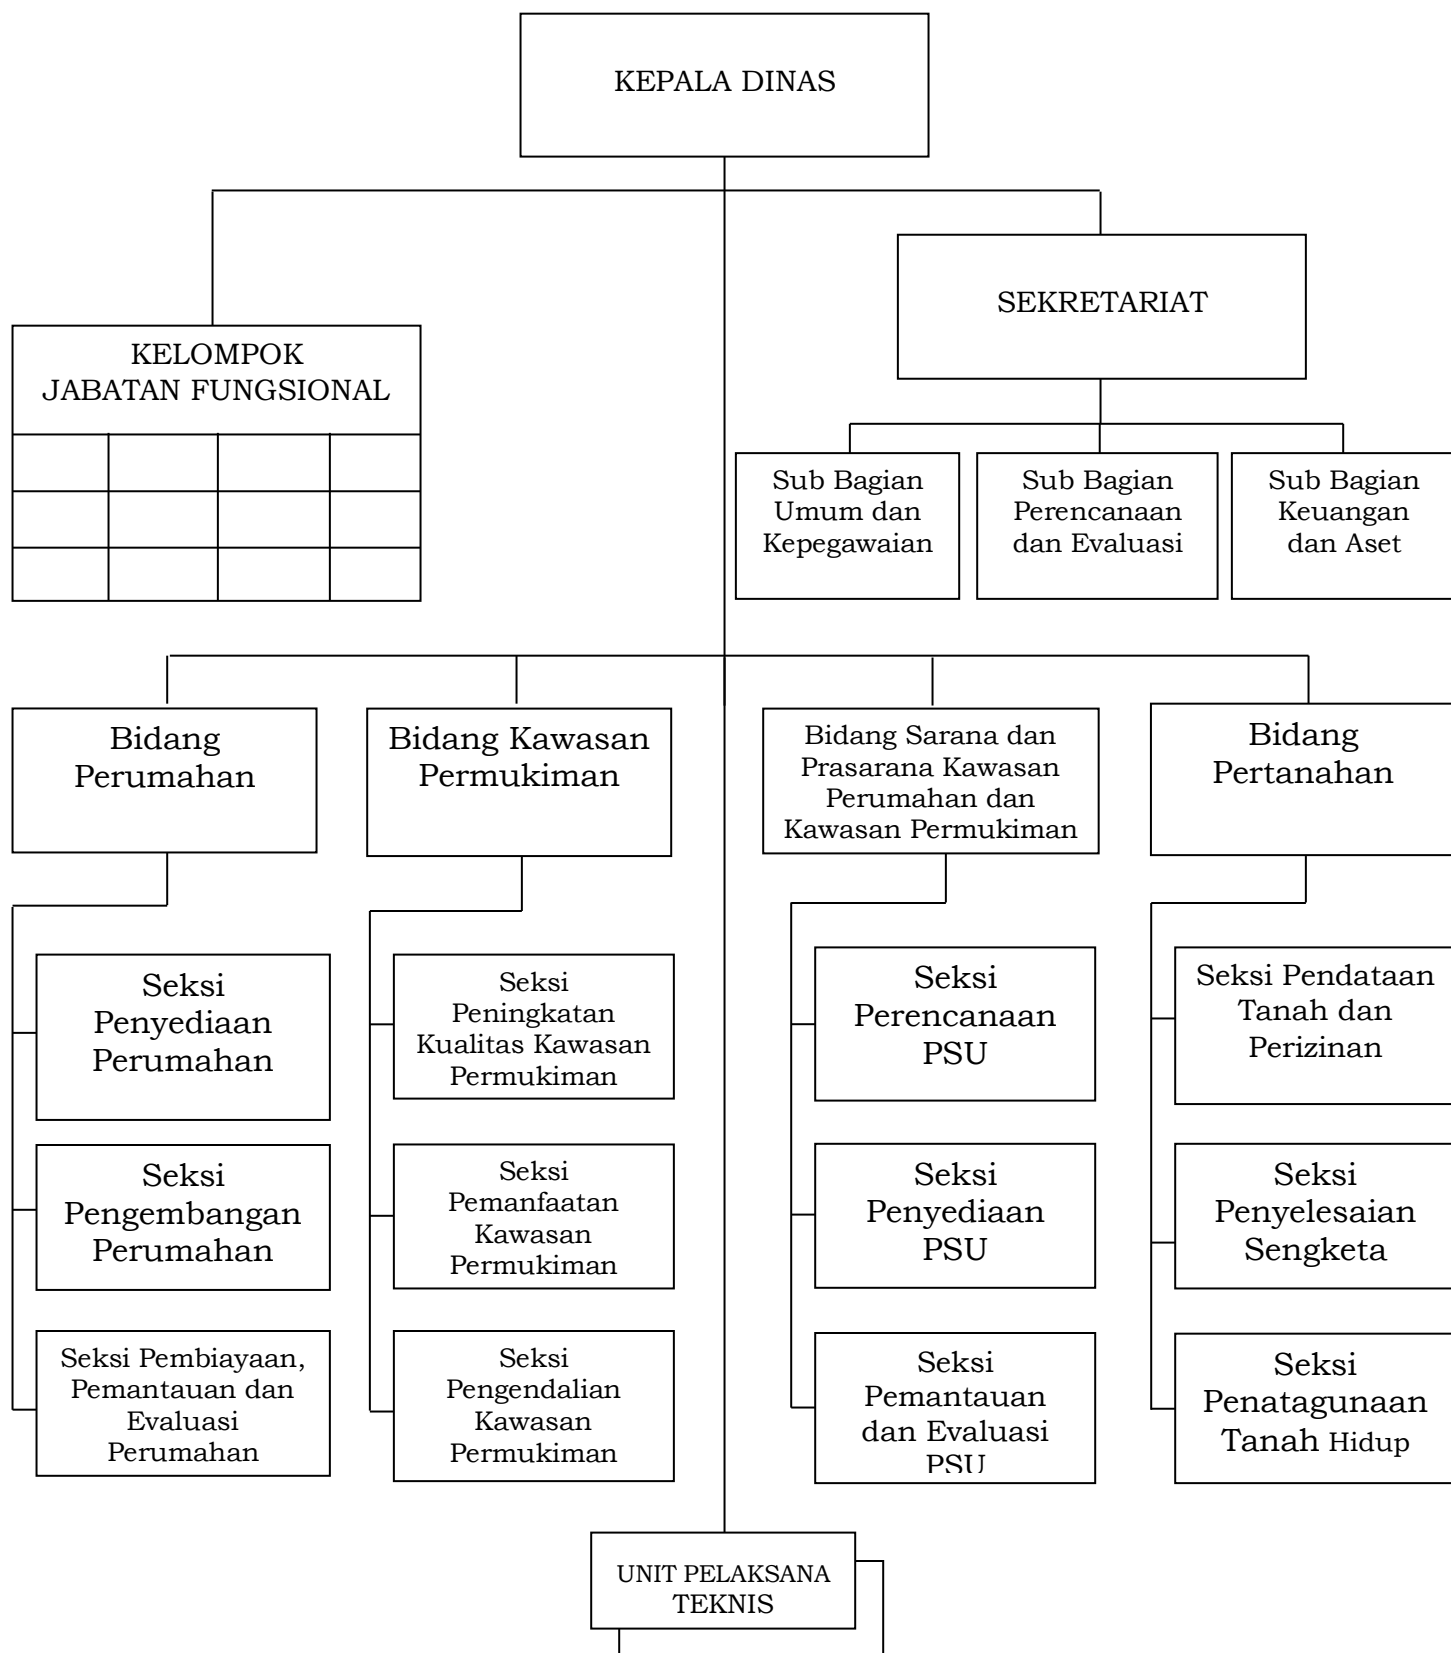 KEPALA DINAS
SEKRETARIAT
KELOMPOK
JABATAN FUNGSIONAL
Sub Bagian
Umum dan
Kepegawaian
Sub Bagian
Perencanaan
dan Evaluasi
Sub Bagian
Keuangan
dan Aset
Bidang
Perumahan
Bidang Kawasan
Permukiman
Bidang Sarana dan
Prasarana Kawasan
Perumahan dan
Kawasan Permukiman
Bidang
Pertanahan
Seksi
Penyediaan
Perumahan
Seksi
Peningkatan
Kualitas Kawasan
Permukiman
Seksi
Perencanaan
PSU
Seksi Pendataan
Tanah dan
Perizinan
Seksi
Pengembangan
Perumahan
Seksi
Pemanfaatan
Kawasan
Permukiman
Seksi
Penyediaan
PSU
Seksi
Penyelesaian
Sengketa
Seksi Pembiayaan,
Pemantauan dan
Evaluasi
Perumahan
Seksi
Pengendalian
Kawasan
Permukiman
Seksi
Pemantauan
dan Evaluasi
PSU
Seksi
Penatagunaan
Tanah Hidup
UNIT PELAKSANA
TEKNIS